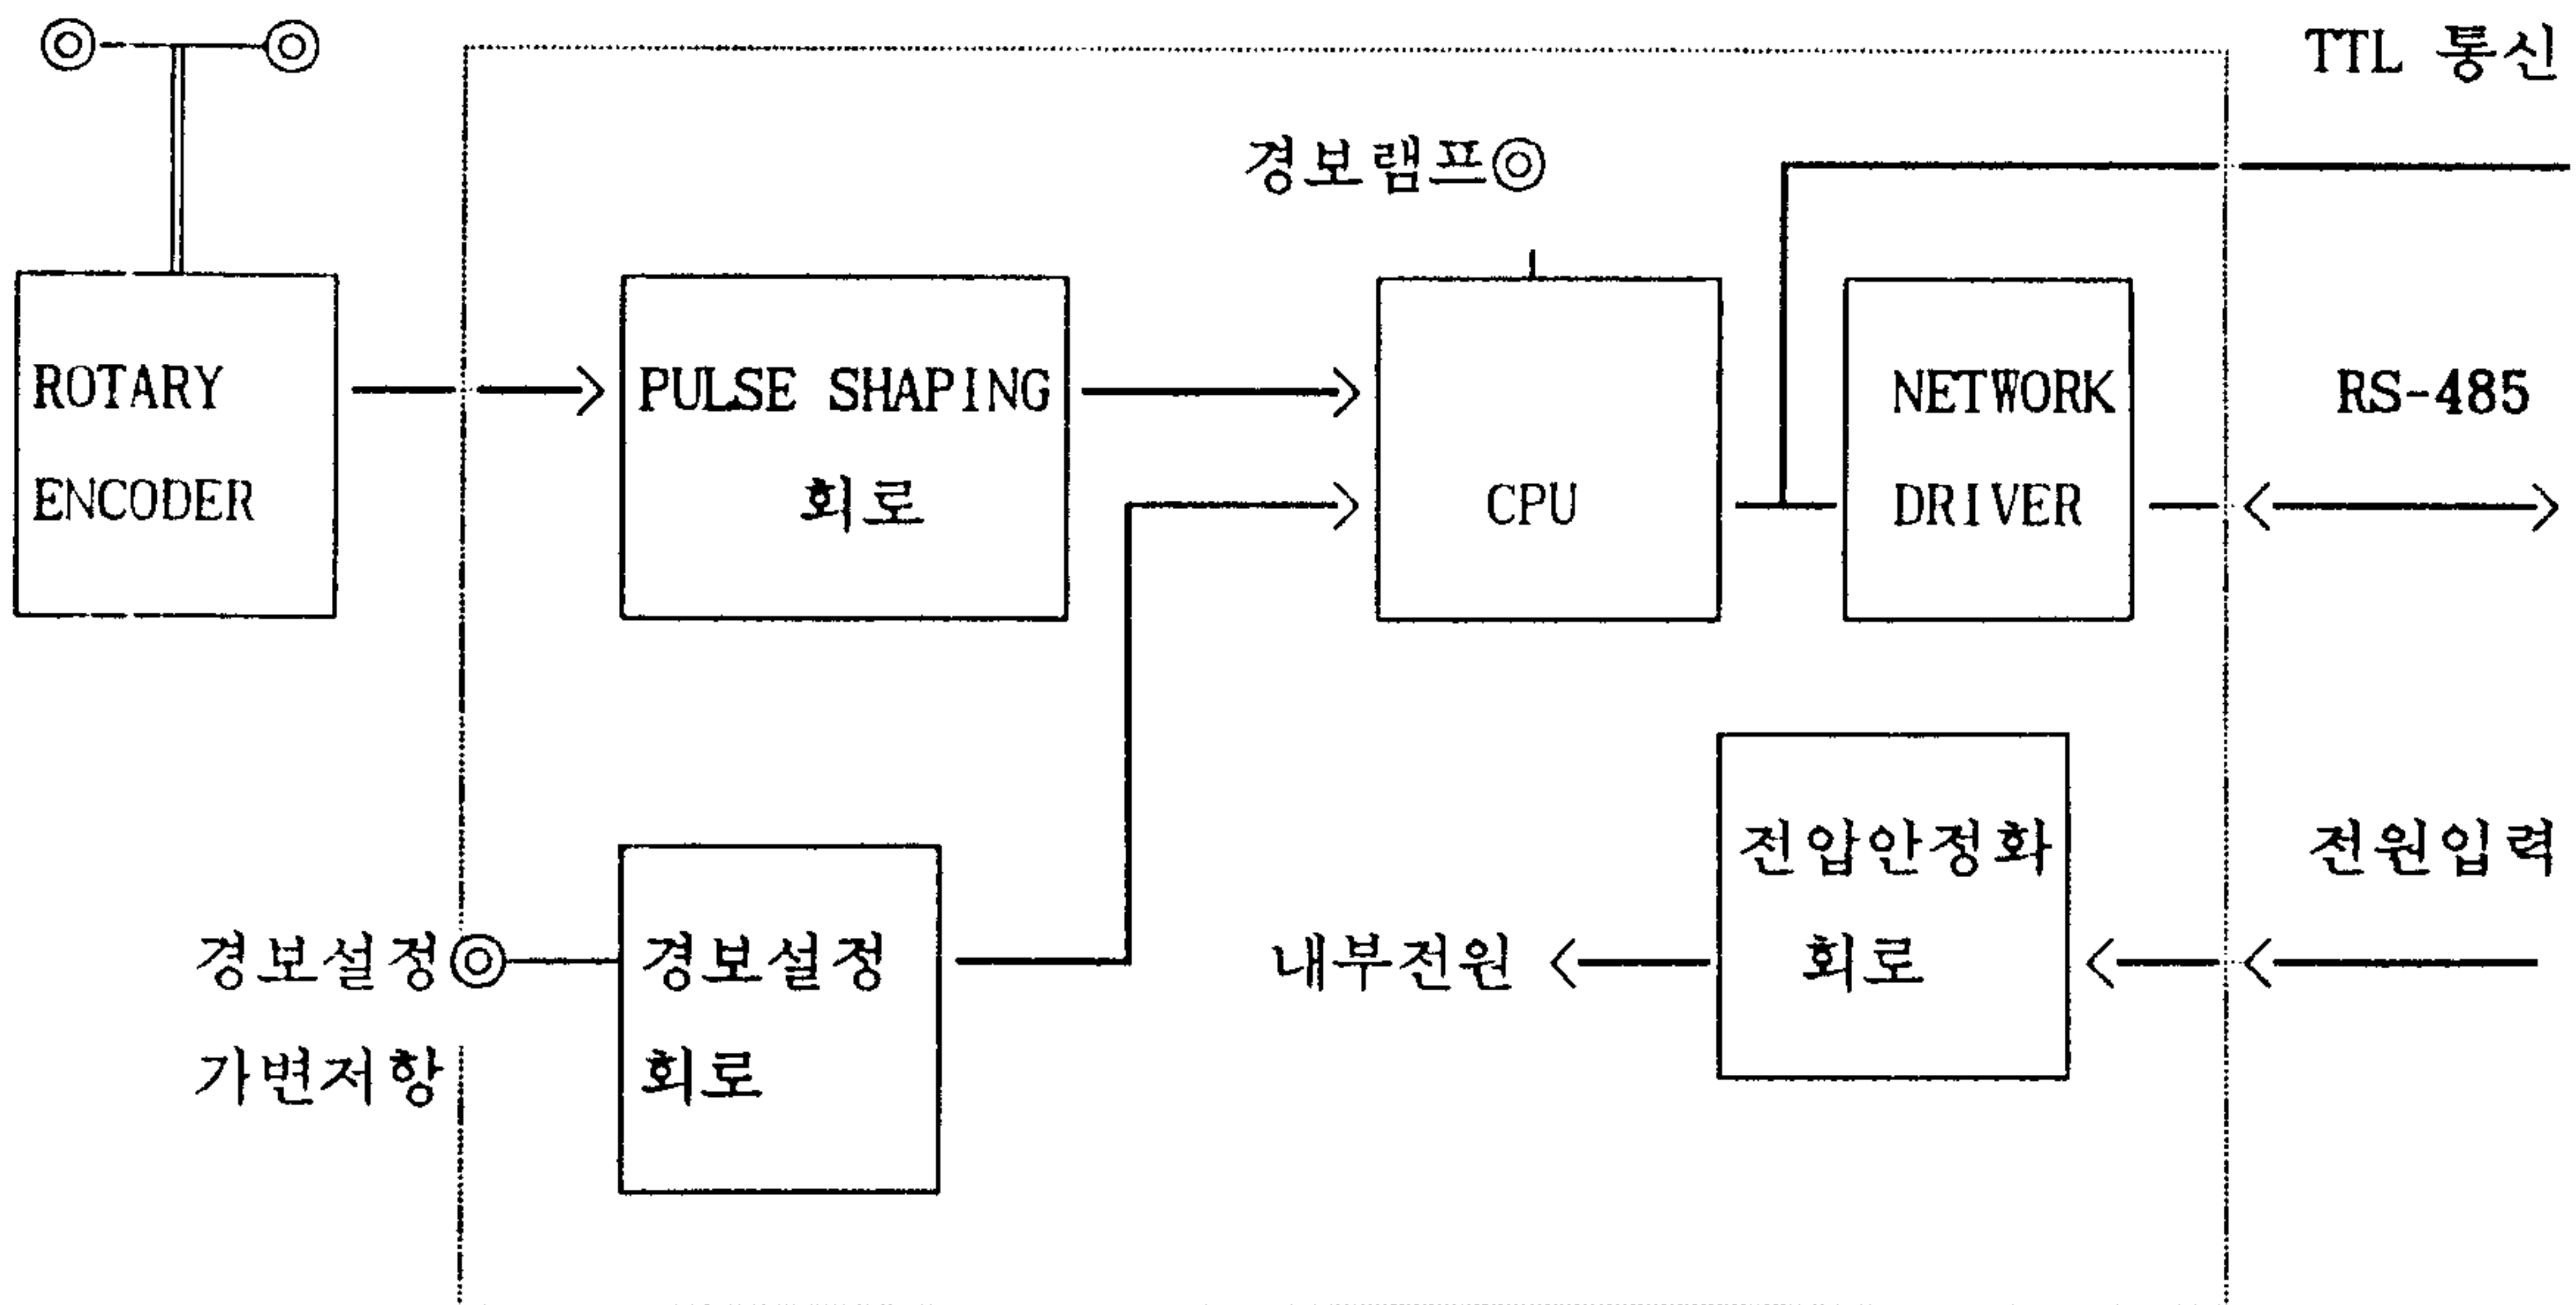 TTL 통신
경보램프
ROTARY
ENCODER
PULSE SHAPING
회로
CPU
NETWORK
DRIVER
RS-485
경보설정
가변저항
경보설정
회로
내부전원
전압안정화
회로
전원입력